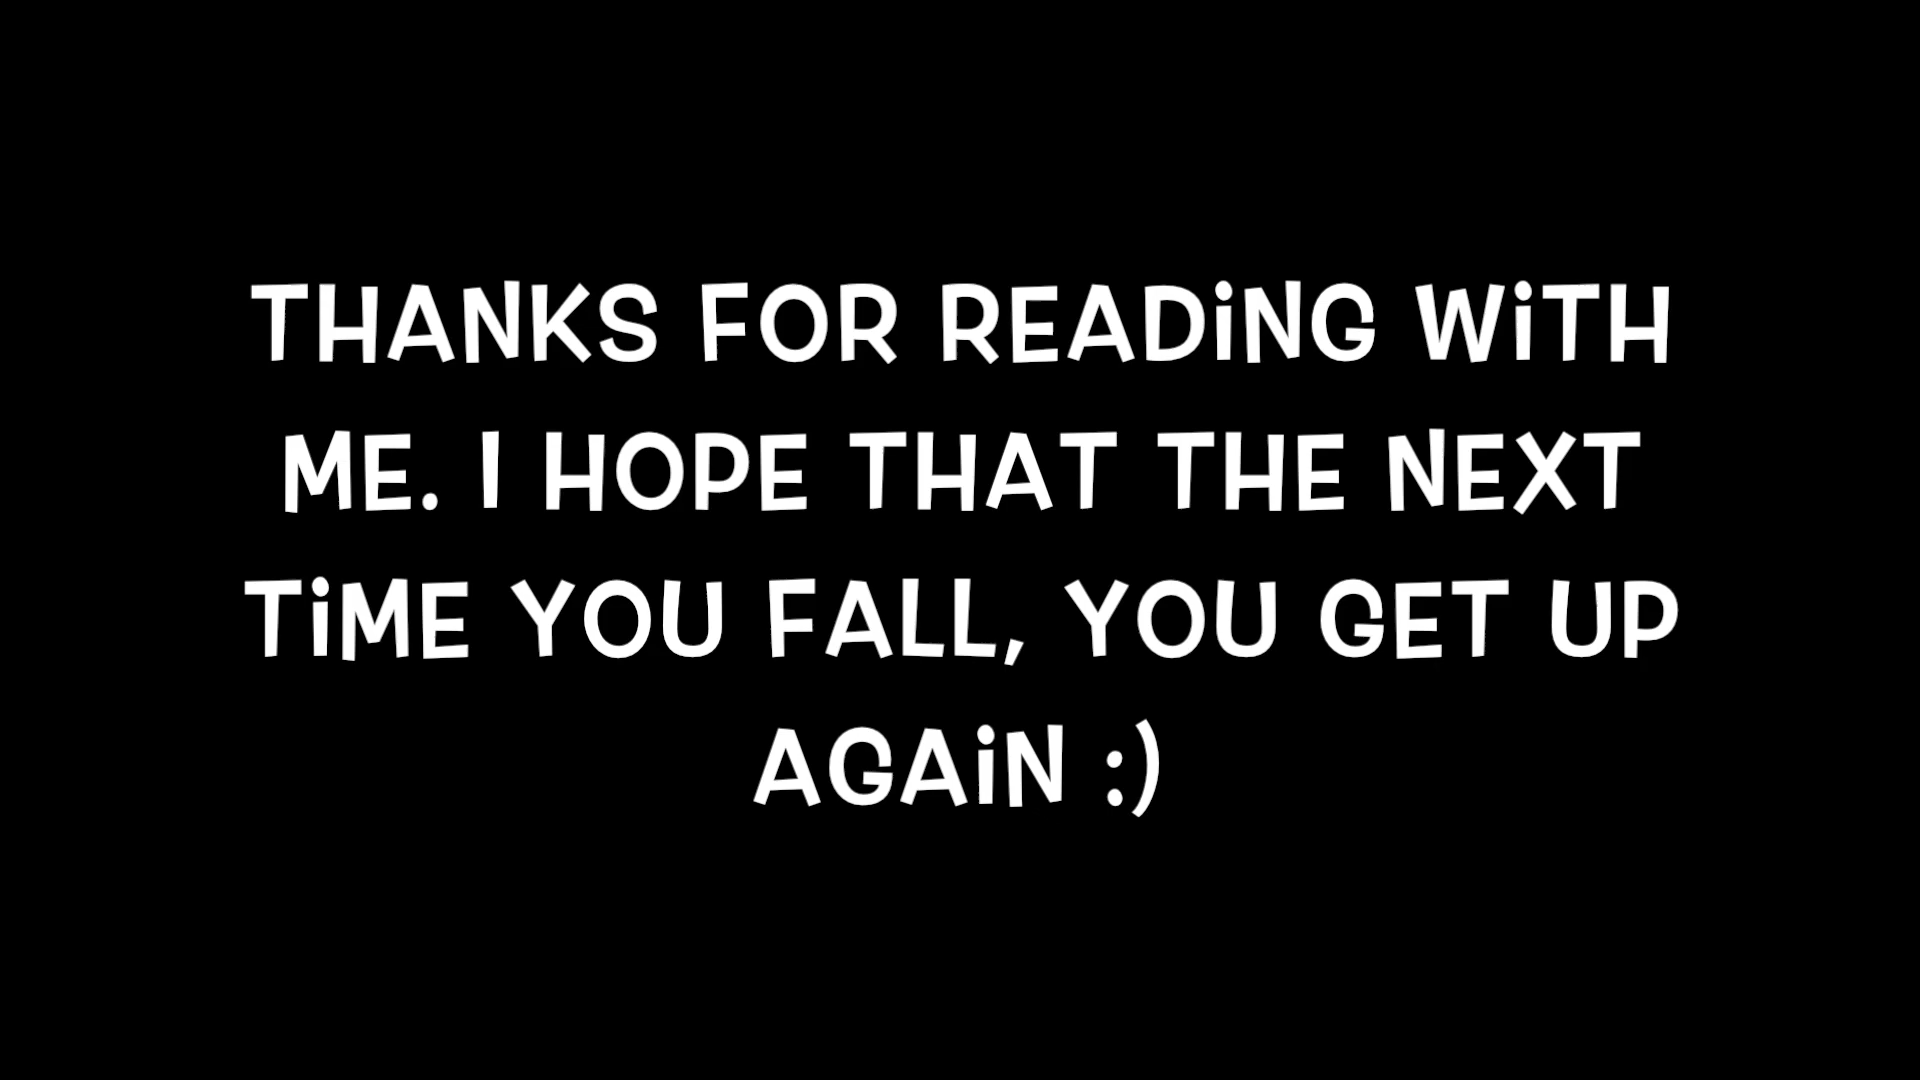 THANKS FOR READiNG WiTH
ME. I HOPE THAT THE NEXT
TiME YOU FALL, YOU GET UP
AGAiN :)